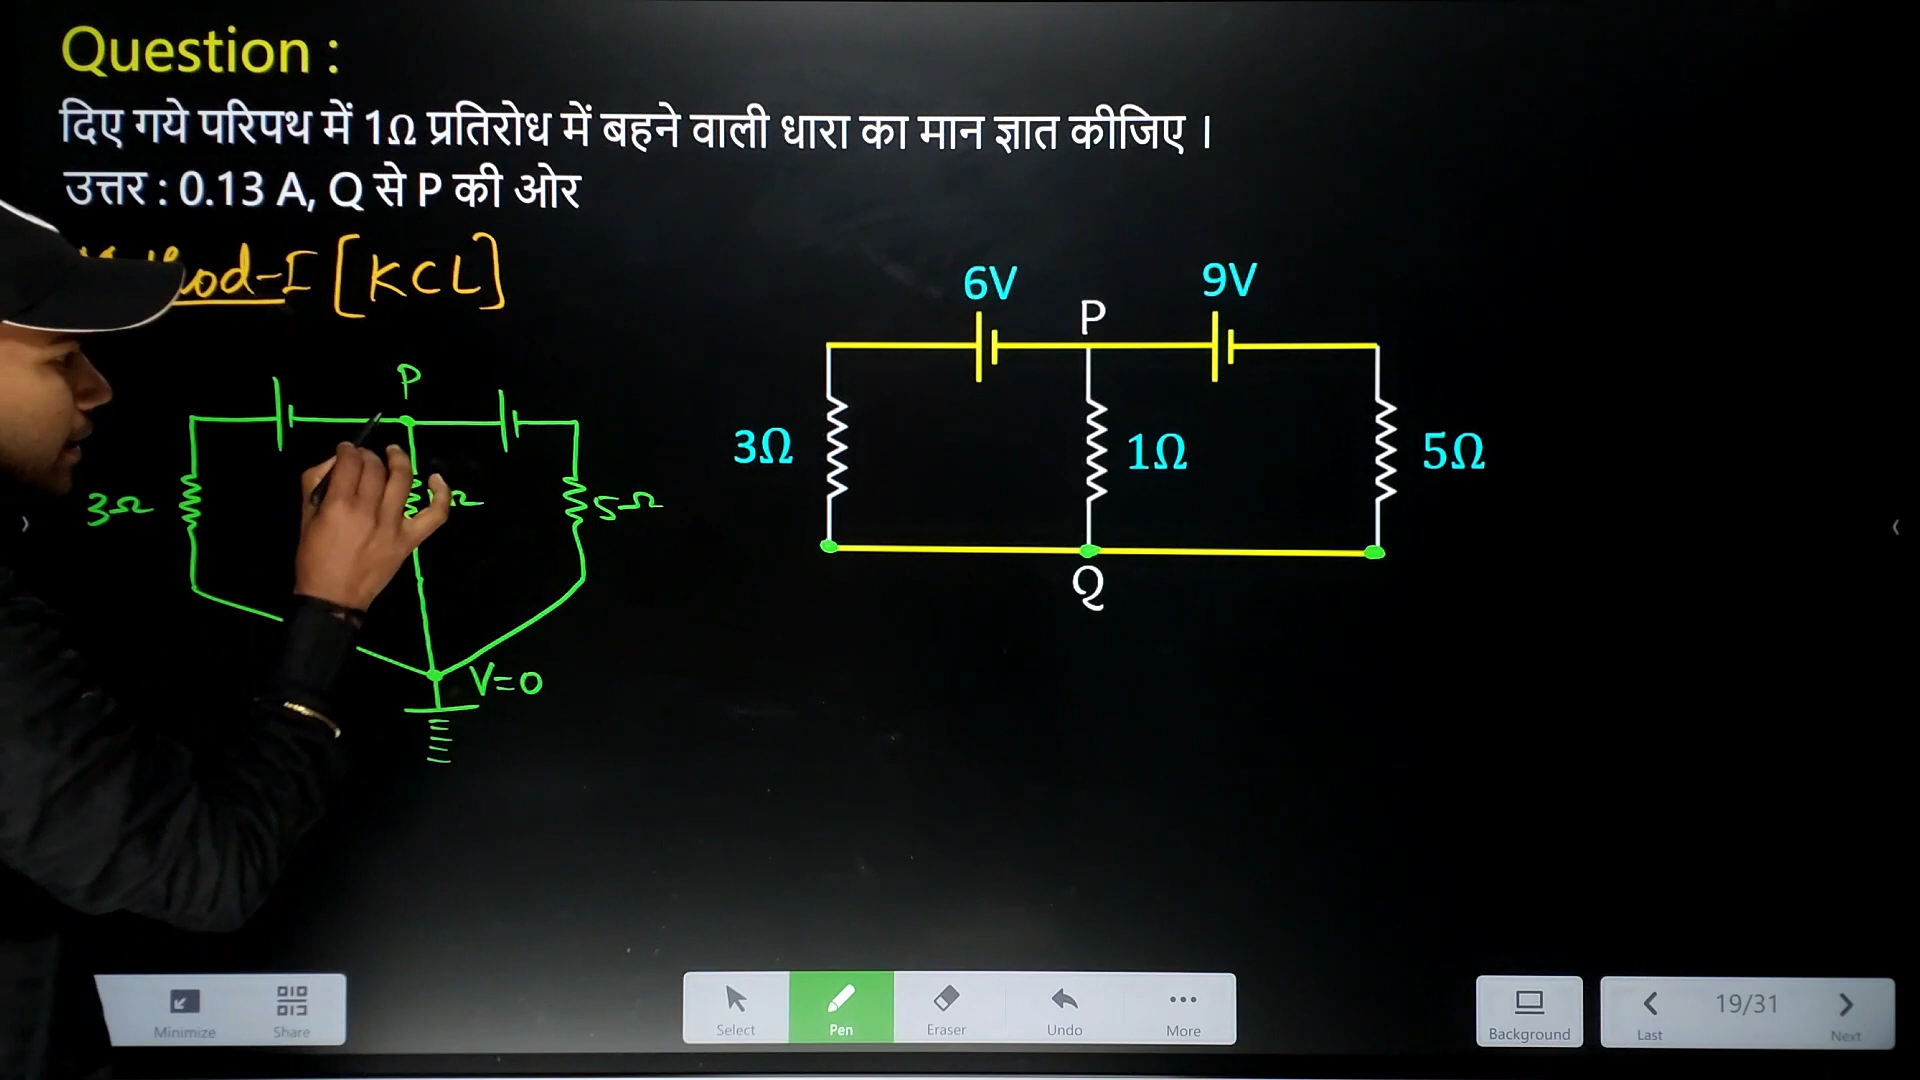 Question :
दिए गये परिपथ में 1Ω प्रतिरोध में बहने वाली धारा का मान ज्ञात कीजिए ।
उत्तर : 0.13 A, Q से P की ओर
[KCL]
6V
9V
P
3Ω
1Ω
5Ω
Q
P
3Ω
5Ω
V=0
Minimize
Share
Select
Pen
Eraser
Undo
More
Background
Last
19/31
Next